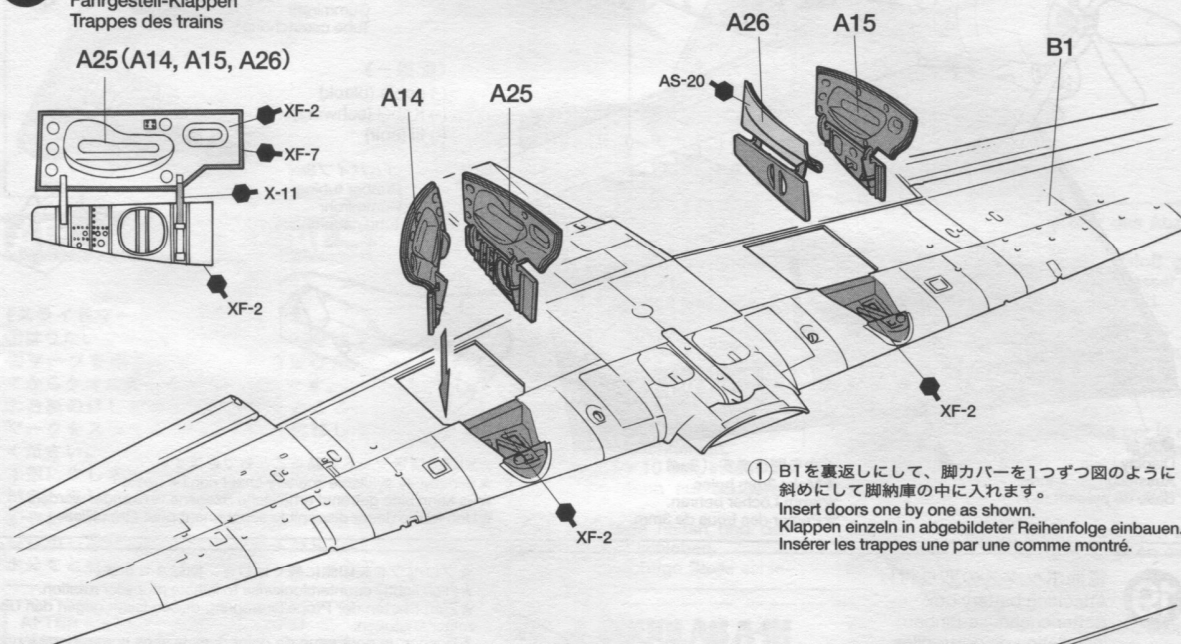 Fahrgestell-Klappen
Trappes des trains
A25(A14, A15, A26)
XF-2
XF-7
X-11
XF-2
A14
A25
A26
A15
B1
AS-20
XF-2
XF-2
① B1を裏返しにして、脚カバーを1つずつ図のように
斜めにして脚納庫の中に入れます。
Insert doors one by one as shown.
Klappen einzeln in abgebildeter Reihenfolge einbauen.
Insérer les trappes une par une comme montré.